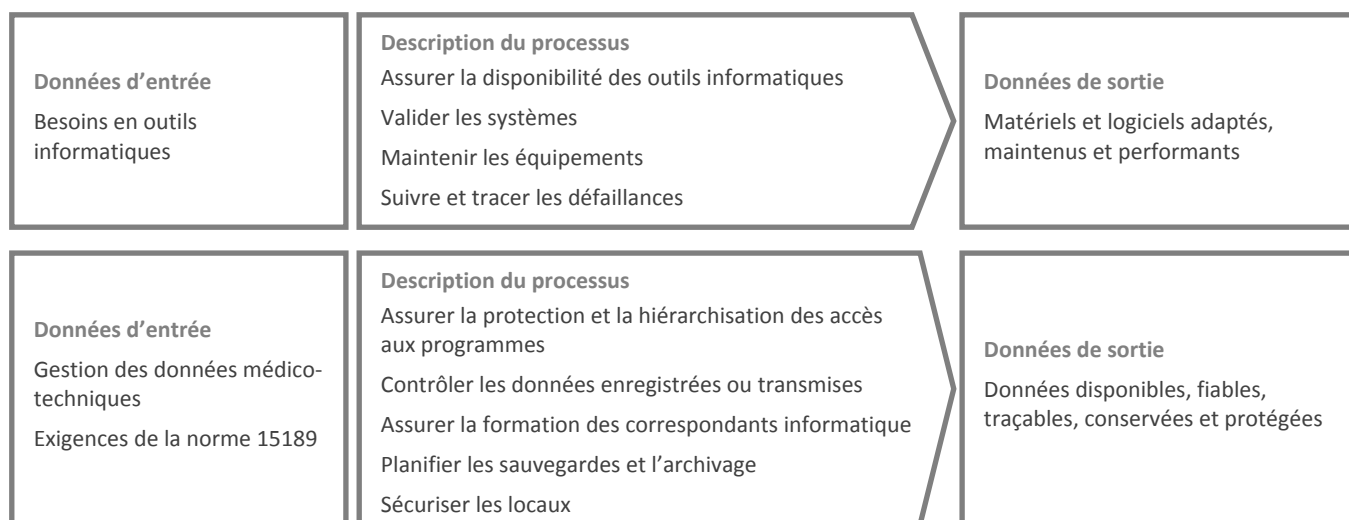 Données d’entrée
Besoins en outils
informatiques
Description du processus
Assurer la disponibilité des outils informatiques
Valider les systèmes
Maintenir les équipements
Suivre et tracer les défaillances
Données de sortie
Matériels et logiciels adaptés,
maintenus et performants
Données d’entrée
Gestion des données médico-
techniques
Exigences de la norme 15189
Description du processus
Assurer la protection et la hiérarchisation des accès
aux programmes
Contrôler les données enregistrées ou transmises
Assurer la formation des correspondants informatique
Planifier les sauvegardes et l’archivage
Sécuriser les locaux
Données de sortie
Données disponibles, fiables,
traçables, conservées et protégées